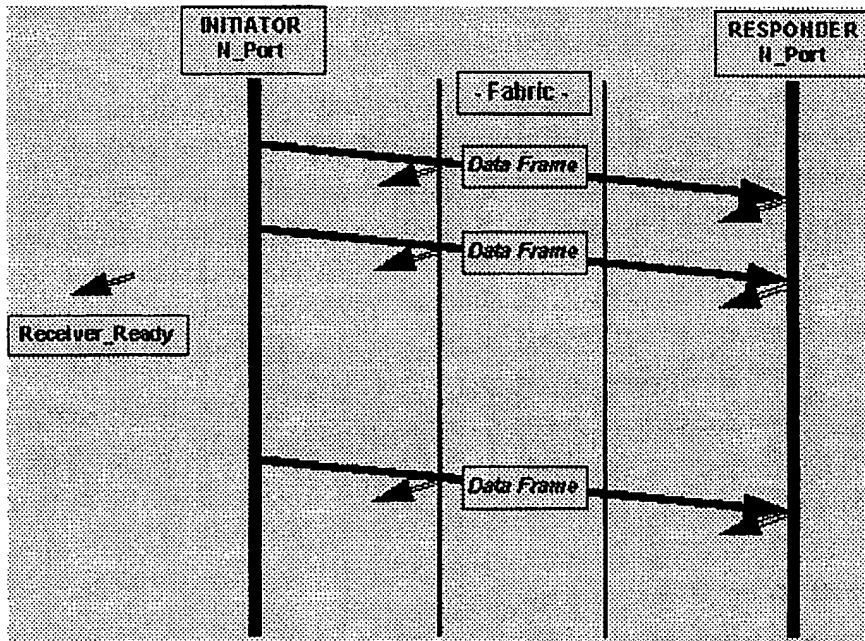 INITIATOR
N_Port
RESPONDER
N_Port
- Fabric -
Data Frame
Data Frame
Receiver_Ready
Data Frame